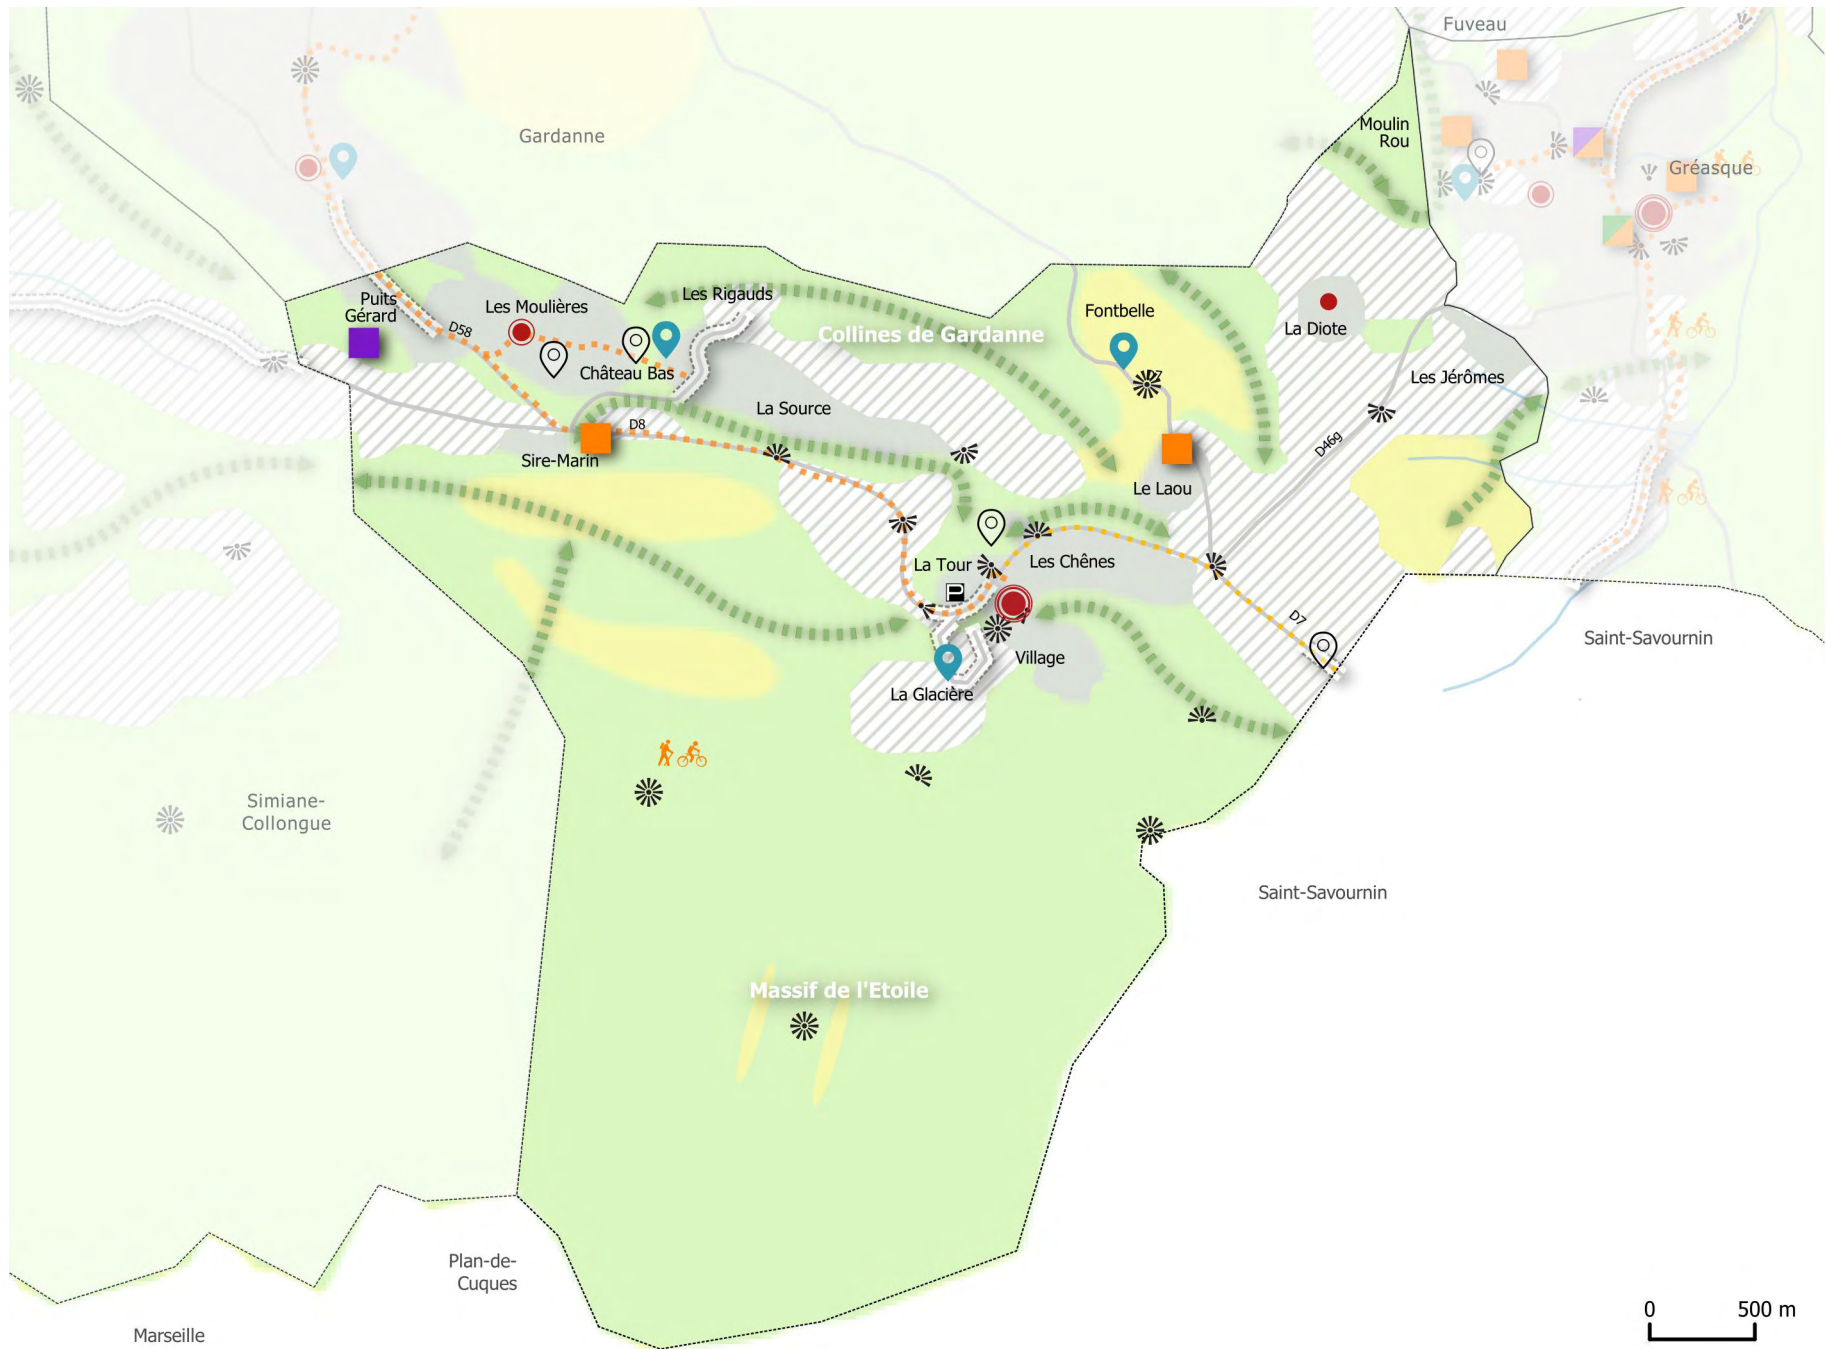 Fuveau
Gardanne
Moulin
Rou
Gréasque
Puits
Gérard
Les Moulières
Les Rigauds
D58
Collines de Gardanne
Fontbelle
La Diote
Château Bas
D7
Les Jérômes
La Source
D8
Sire-Marin
D46g
Le Laou
La Tour
Les Chênes
D7
Village
La Glacière
Saint-Savournin
Simiane-
Collongue
Saint-Savournin
Massif de l'Etoile
Plan-de-
Cuques
Marseille
0 500 m